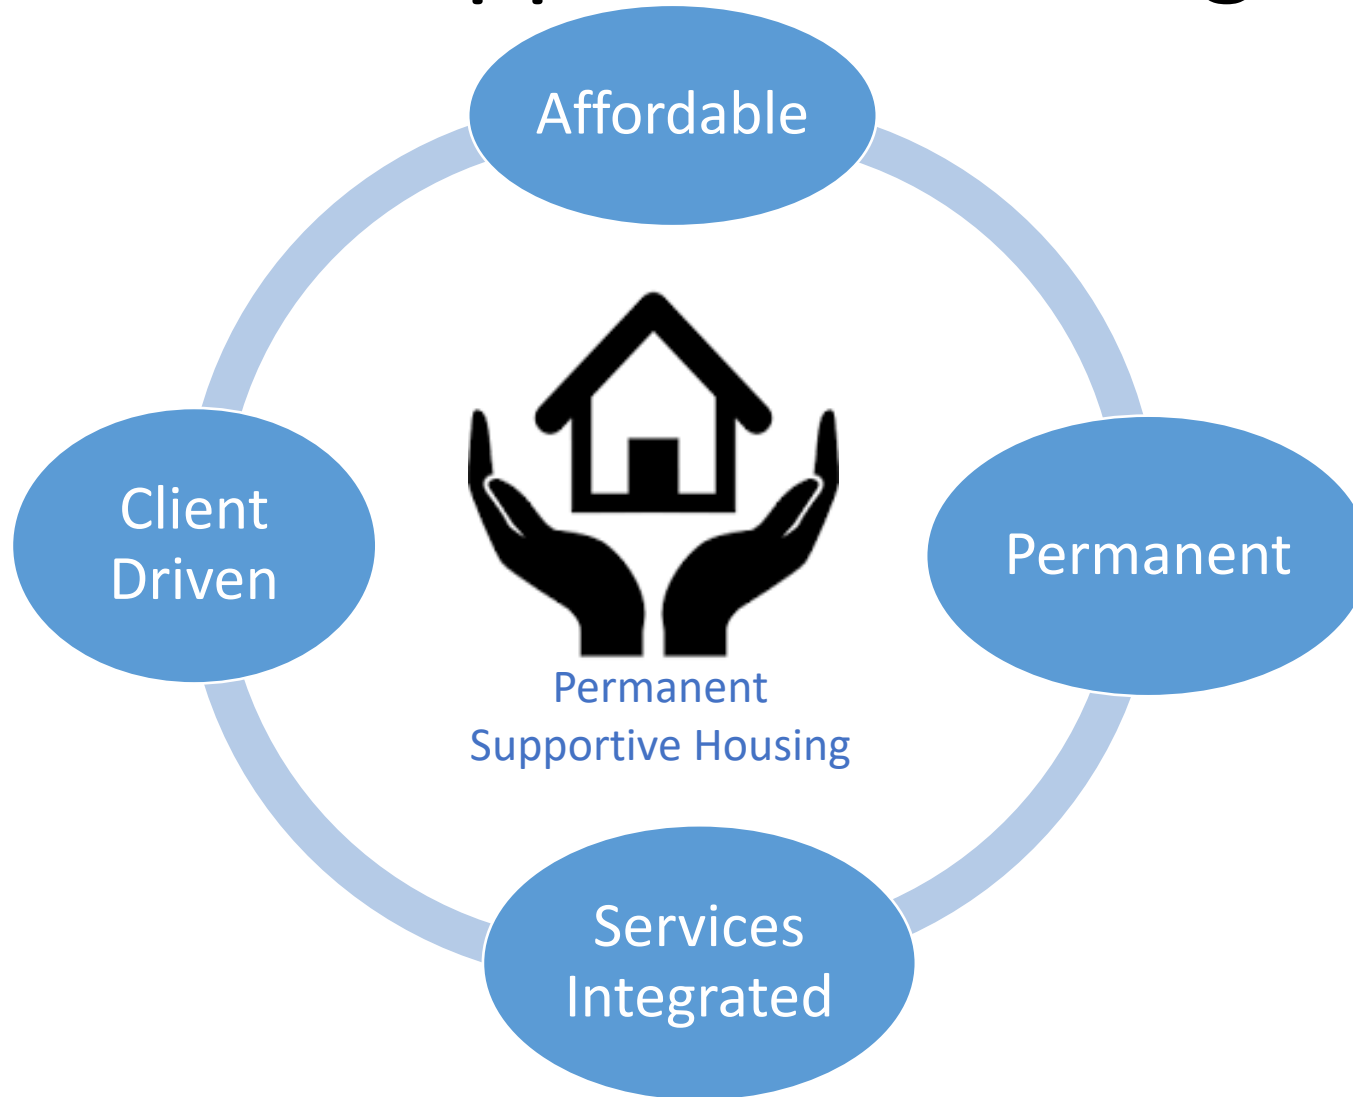 Affordable
Client
Driven
Permanent
Permanent
Supportive Housing
Services
Integrated